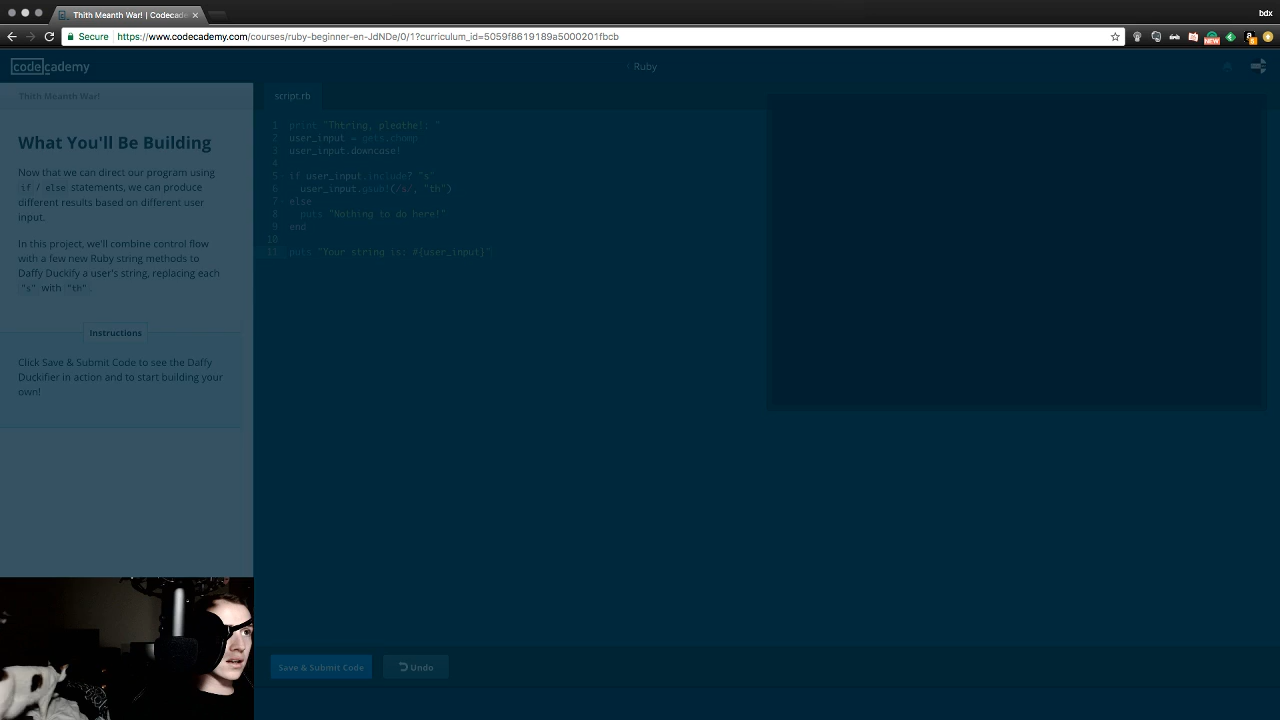 Thith Meanth War! | Codecade
bdx
Secure https://www.codecademy.com/courses/ruby-beginner-en-JdNDe/0/1?curriculum_id=5059f8619189a5000201fbcb
NEW
codecademy
Ruby
Thith Meanth War!
script.rb
What You'll Be Building
Now that we can direct our program using
if / else statements, we can produce
different results based on different user
input.
In this project, we'll combine control flow
with a few new Ruby string methods to
Daffy Duckify a user's string, replacing each
"s" with "th".
Instructions
Click Save & Submit Code to see the Daffy
Duckifier in action and to start building your
own!
1 print "Thtring, pleathe!: "
2 user_input = gets.chomp
3 user_input.downcase!
4
5 if user_input.include? "s"
6 user_input.gsub!(/s/, "th")
7 else
8 puts "Nothing to do here!"
9 end
10
11 puts "Your string is: #{user_input}"
Save & Submit Code
Undo